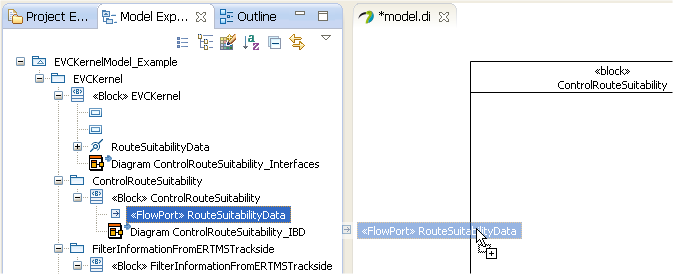 Project E...
Model Exp...
Outline
*model.di
EVCKernelModel_Example
EVCKernel
«Block» EVCKernel
RouteSuitabilityData
Diagram ControlRouteSuitability_Interfaces
ControlRouteSuitability
«Block» ControlRouteSuitability
«FlowPort» RouteSuitabilityData
Diagram ControlRouteSuitability_IBD
FilterInformationFromERTMSTrackside
«Block» FilterInformationFromERTMSTrackside
«block»
ControlRouteSuitability
«FlowPort» RouteSuitabilityData